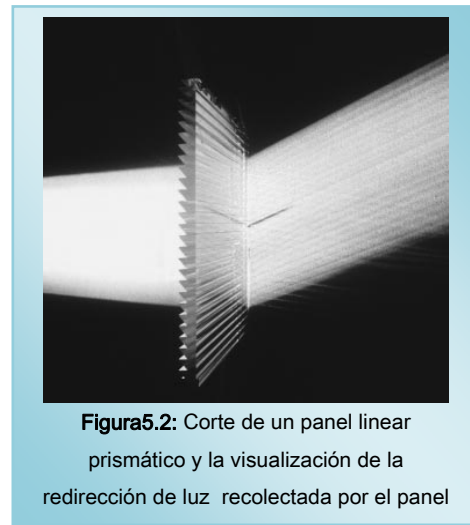 Figura5.2: Corte de un panel linear
prismático y la visualización de la
redirección de luz recolectada por el panel